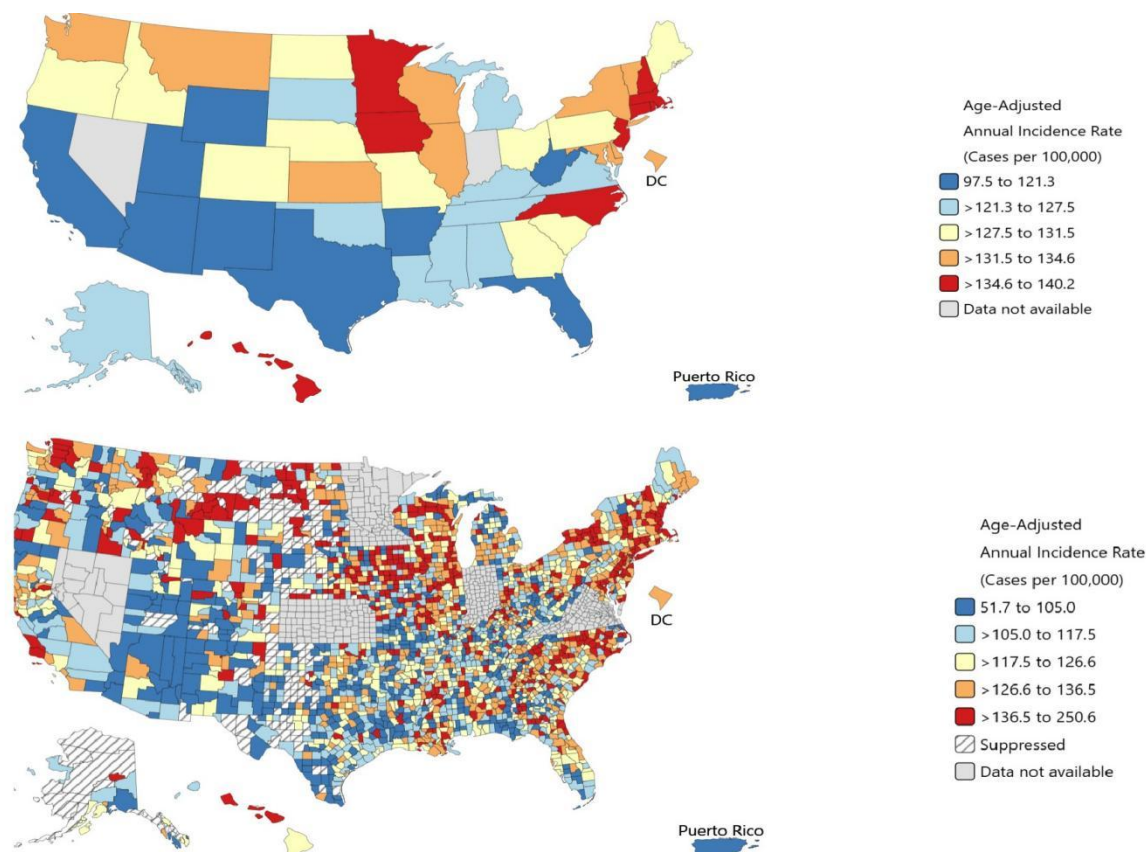 Age-Adjusted
Annual Incidence Rate
(Cases per 100,000)
97.5 to 121.3
>121.3 to 127.5
>127.5 to 131.5
>131.5 to 134.6
>134.6 to 140.2
Data not available
DC
Puerto Rico
Age-Adjusted
Annual Incidence Rate
(Cases per 100,000)
51.7 to 105.0
>105.0 to 117.5
>117.5 to 126.6
>126.6 to 136.5
>136.5 to 250.6
Suppressed
Data not available
DC
Puerto Rico